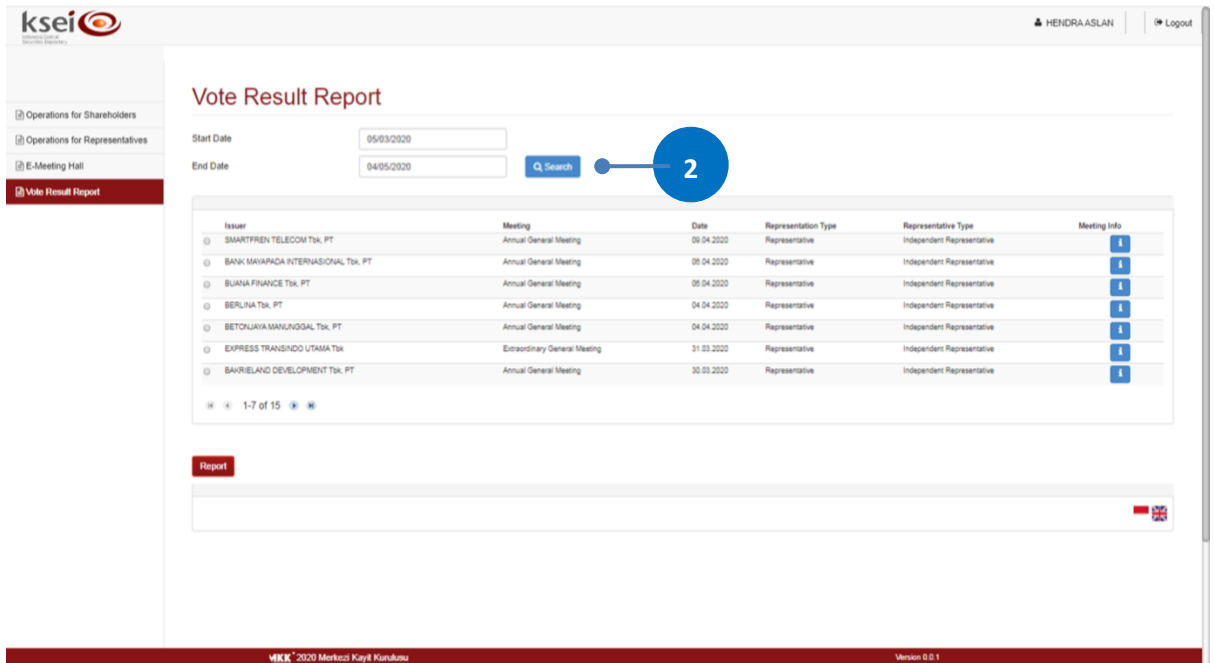 ksei
Indonesia Central
Securities Depository
HENDRA ASLAN
Logout
Operations for Shareholders
Operations for Representatives
E-Meeting Hall
Vote Result Report
Vote Result Report
Start Date 05/03/2020
End Date 04/05/2020 Search 2
Issuer Meeting Date Representation Type Representative Type Meeting Info
SMARTFREN TELECOM Tbk, PT Annual General Meeting 09.04.2020 Representative Independent Representative i
BANK MAYAPADA INTERNASIONAL Tbk, PT Annual General Meeting 06.04.2020 Representative Independent Representative i
BUANA FINANCE Tbk, PT Annual General Meeting 06.04.2020 Representative Independent Representative i
BERLINA Tbk, PT Annual General Meeting 04.04.2020 Representative Independent Representative i
BETONJAYA MANUNGGAL Tbk, PT Annual General Meeting 04.04.2020 Representative Independent Representative i
EXPRESS TRANSINDO UTAMA Tbk Extraordinary General Meeting 31.03.2020 Representative Independent Representative i
BAKRIELAND DEVELOPMENT Tbk, PT Annual General Meeting 30.03.2020 Representative Independent Representative i
1-7 of 15
Report
MKK 2020 Merkezi Kayit Kurulusu Version 0.0.1